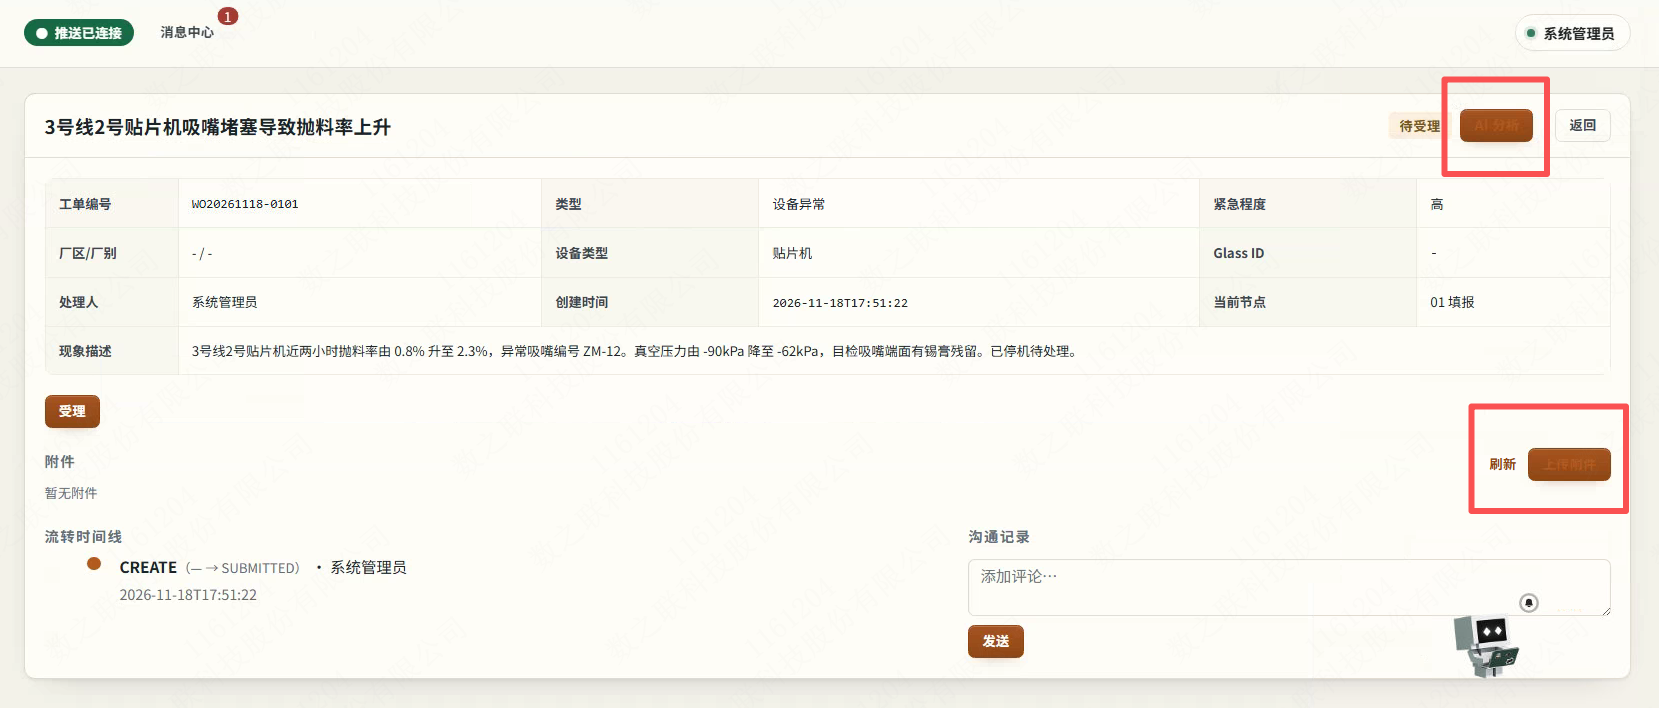 推送已连接 消息中心 1 系统管理员
3号线2号贴片机吸嘴堵塞导致抛料率上升 待受理 AI 分析 返回
工单编号 WO20261118-0101 类型 设备异常 紧急程度 高
厂区/厂别 - / - 设备类型 贴片机 Glass ID -
处理人 系统管理员 创建时间 2026-11-18T17:51:22 当前节点 01 填报
现象描述 3号线2号贴片机近两小时抛料率由 0.8% 升至 2.3%，异常吸嘴编号 ZM-12。真空压力由 -90kPa 降至 -62kPa，目检吸嘴端面有锡膏残留。已停机待处理。
受理
附件 刷新 上传附件
暂无附件
流转时间线 沟通记录
CREATE（— → SUBMITTED） · 系统管理员
2026-11-18T17:51:22
添加评论…
发送